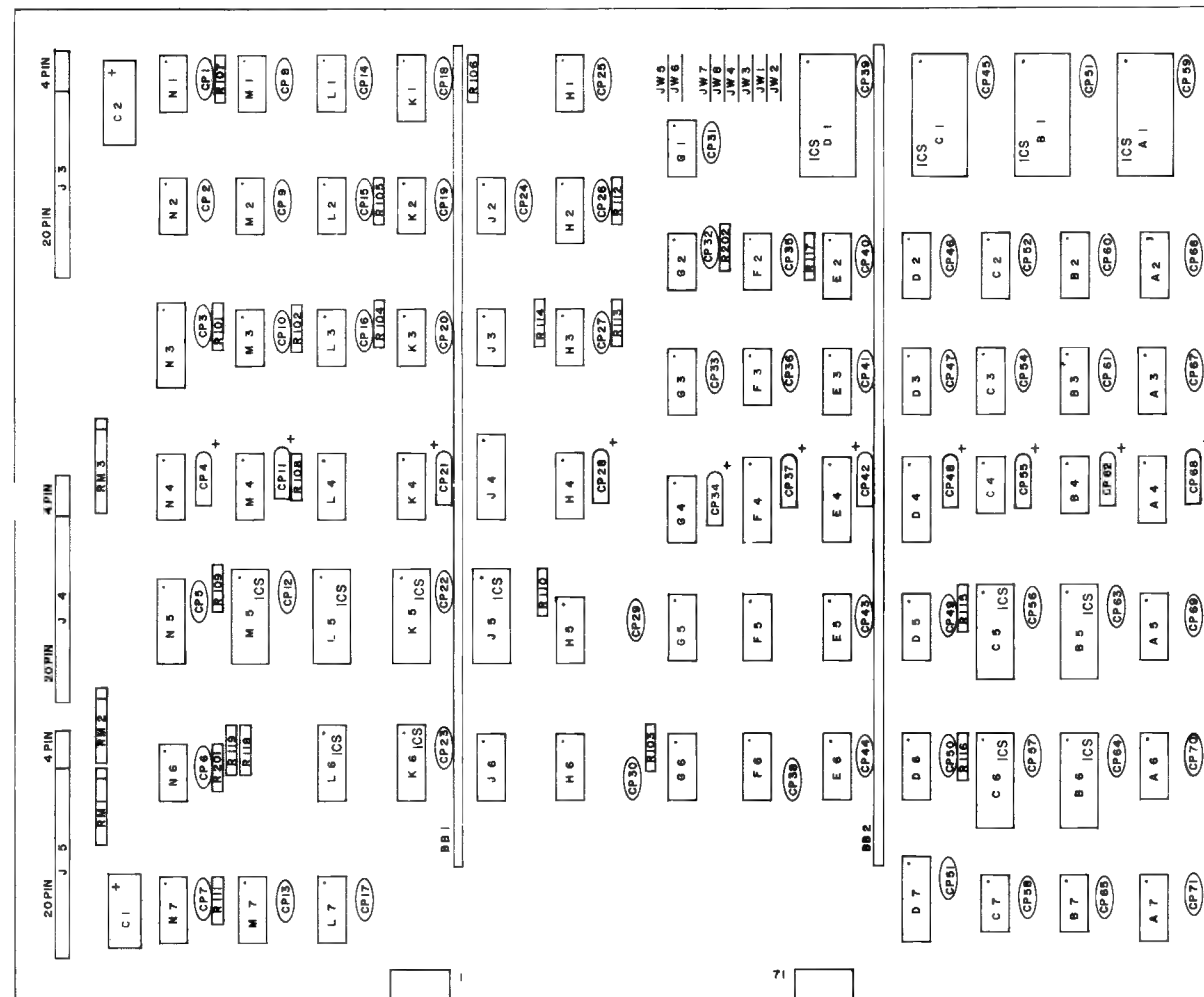 4 PIN
J 3
20 PIN
4 PIN
J 4
20 PIN
4 PIN
J 5
20 PIN
C 2
+
RM 3
RM 2
RM 1
C 1
+
N 1
CP1
R107
N 2
CP 2
N 3
CP3
R101
N 4
CP4
+
N 5
CP5
R109
N 6
CP6
R201
R119
R118
N 7
CP7
R111
M 1
CP8
M 2
CP 9
M 3
CP10
R102
M 4
CP11
+
R108
M 5 ICS
CP12
M 7
CP13
L 1
CP14
L 2
CP15
R105
L 3
CP16
R104
L 4
L 5 ICS
L 6 ICS
L 7
CP17
K 1
CP18
K 2
CP19
K 3
CP20
K 4
CP21
+
K 5 ICS
CP22
K 6 ICS
CP23
BB 1
R106
J 2
CP24
J 3
R114
J 4
J 5 ICS
R110
J 6
H 1
CP25
H 2
CP26
R112
H 3
CP27
R113
H 4
CP28
+
H 5
CP29
H 6
CP30
R103
JW 5
JW 6
JW 7
JW 8
JW 4
JW 3
JW 1
JW 2
G 1
CP31
G 2
CP32
R202
G 3
CP33
G 4
CP34
+
G 5
G 6
F 2
CP35
R117
F 3
CP36
F 4
CP37
+
F 5
F 6
CP38
ICS
D 1
CP39
E 2
CP40
E 3
CP41
E 4
CP42
+
E 5
CP43
E 6
CP44
BB 2
ICS
C 1
CP45
D 2
CP46
D 3
CP47
D 4
CP48
+
D 5
CP49
R115
D 6
CP50
R116
D 7
CP51
ICS
B 1
CP51
C 2
CP52
C 3
CP54
C 4
CP55
+
C 5 ICS
CP56
C 6 ICS
CP57
C 7
CP58
ICS
A 1
CP59
B 2
CP60
B 3
CP61
B 4
CP62
+
B 5 ICS
CP63
B 6 ICS
CP64
B 7
CP65
A 2
CP66
A 3
CP67
A 4
CP68
+
A 5
CP69
A 6
CP70
A 7
CP71
1
71